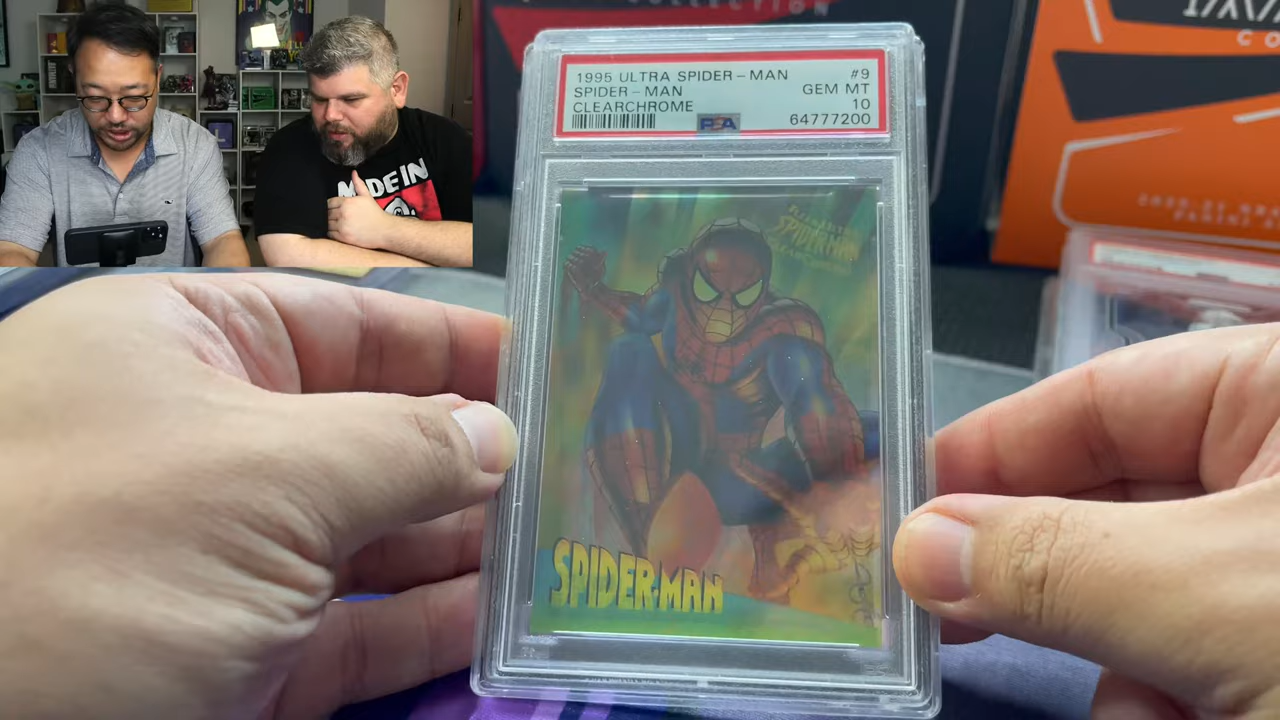 COLLECTION
1995 ULTRA SPIDER-MAN #9
SPIDER-MAN GEM MT
CLEARCHROME 10
PSA 64777200
SPIDER-MAN
SPIDER-MAN
MADE IN